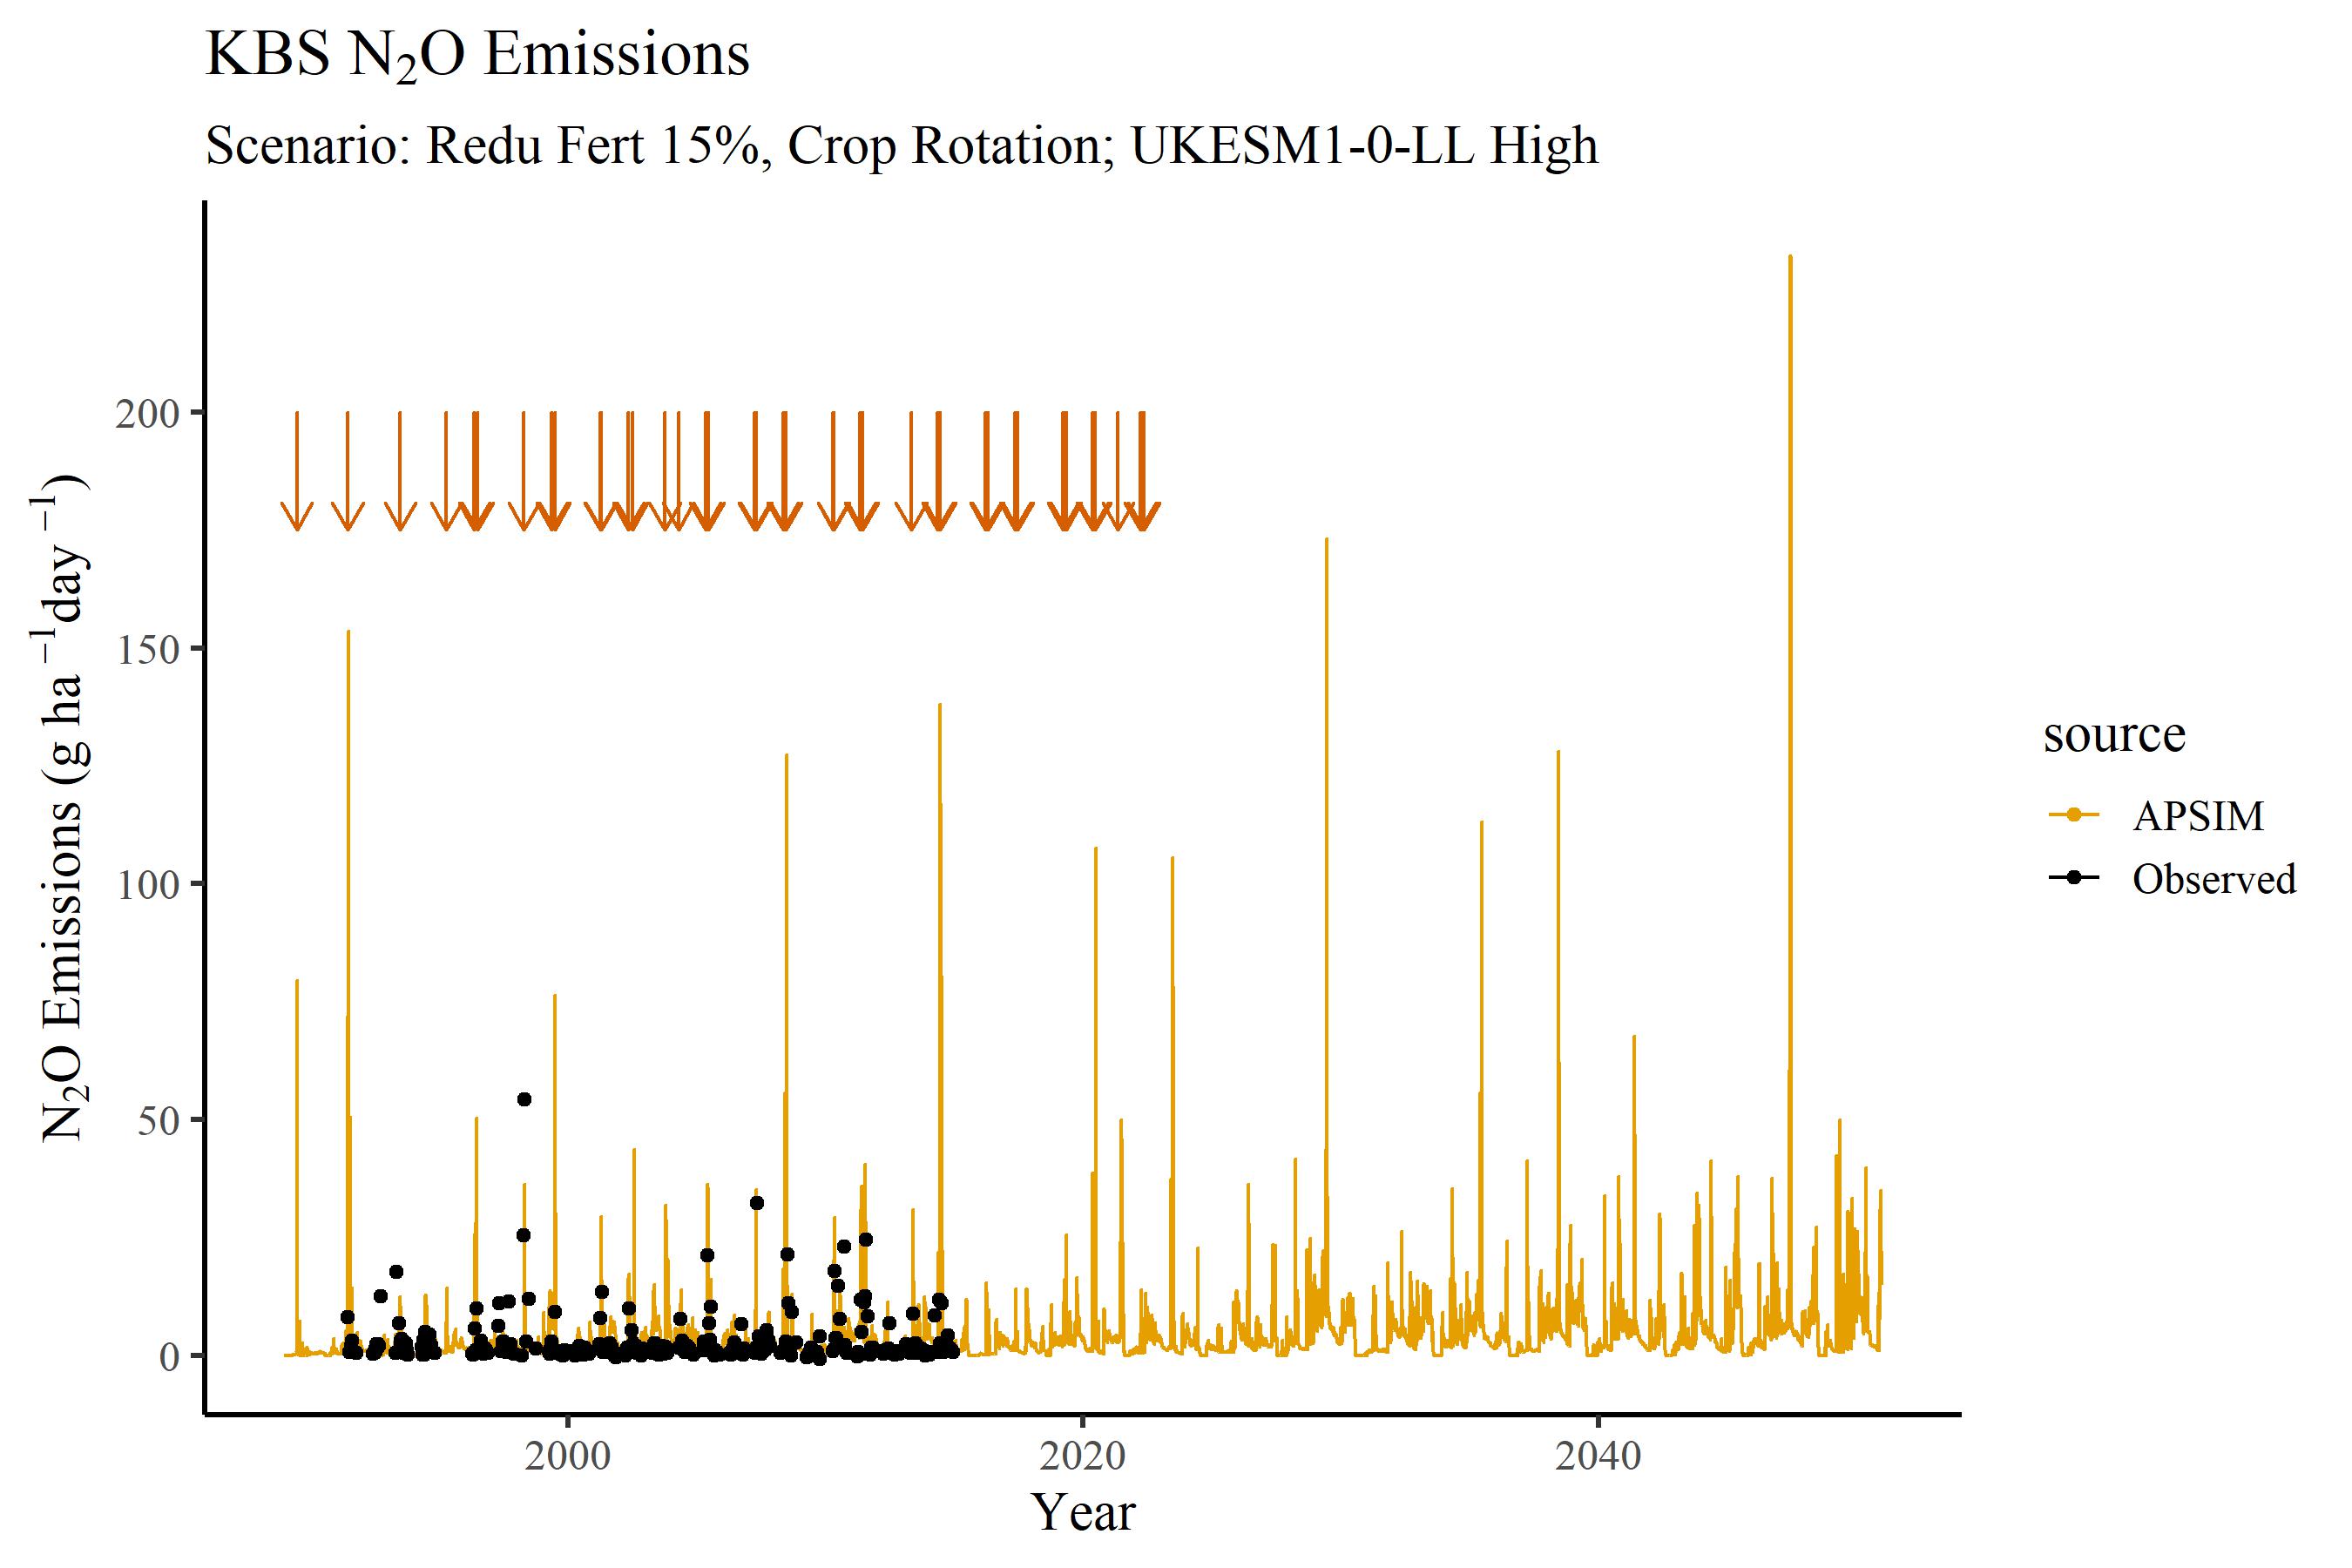 KBS N₂O Emissions
Scenario: Redu Fert 15%, Crop Rotation; UKESM1-0-LL High
N₂O Emissions (g ha ⁻¹day ⁻¹)
200
150
100
50
0
2000
2020
2040
Year
source
APSIM
Observed